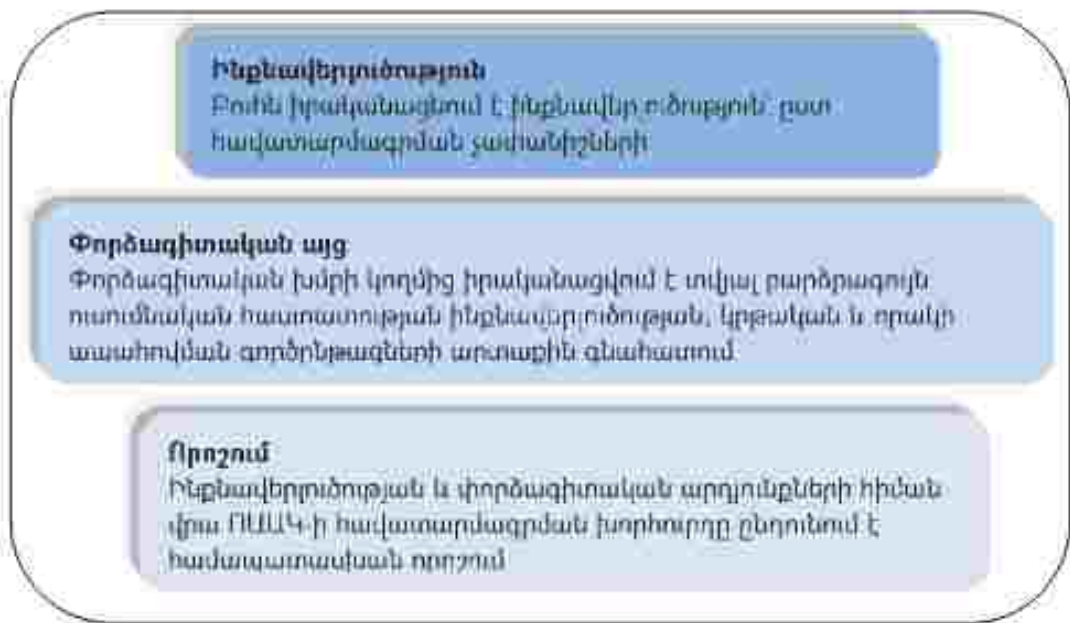 Ինքնավերլուծություն
Բուհն իրականացնում է ինքնավերլուծություն՝ ըստ
հավատարմագրման չափանիշների
Փորձագիտական այց
Փորձագիտական խմբի կողմից իրականացվում է տվյալ բարձրագույն
ուսումնական հաստատության ինքնավերլուծության, կրթական և որակի
ապահովման գործընթացների արտաքին գնահատում
Որոշում
Ինքնավերլուծության և փորձագիտական արդյունքների հիման
վրա ՈԱԱԿ-ի հավատարմագրման խորհուրդը ընդունում է
համապատասխան որոշում